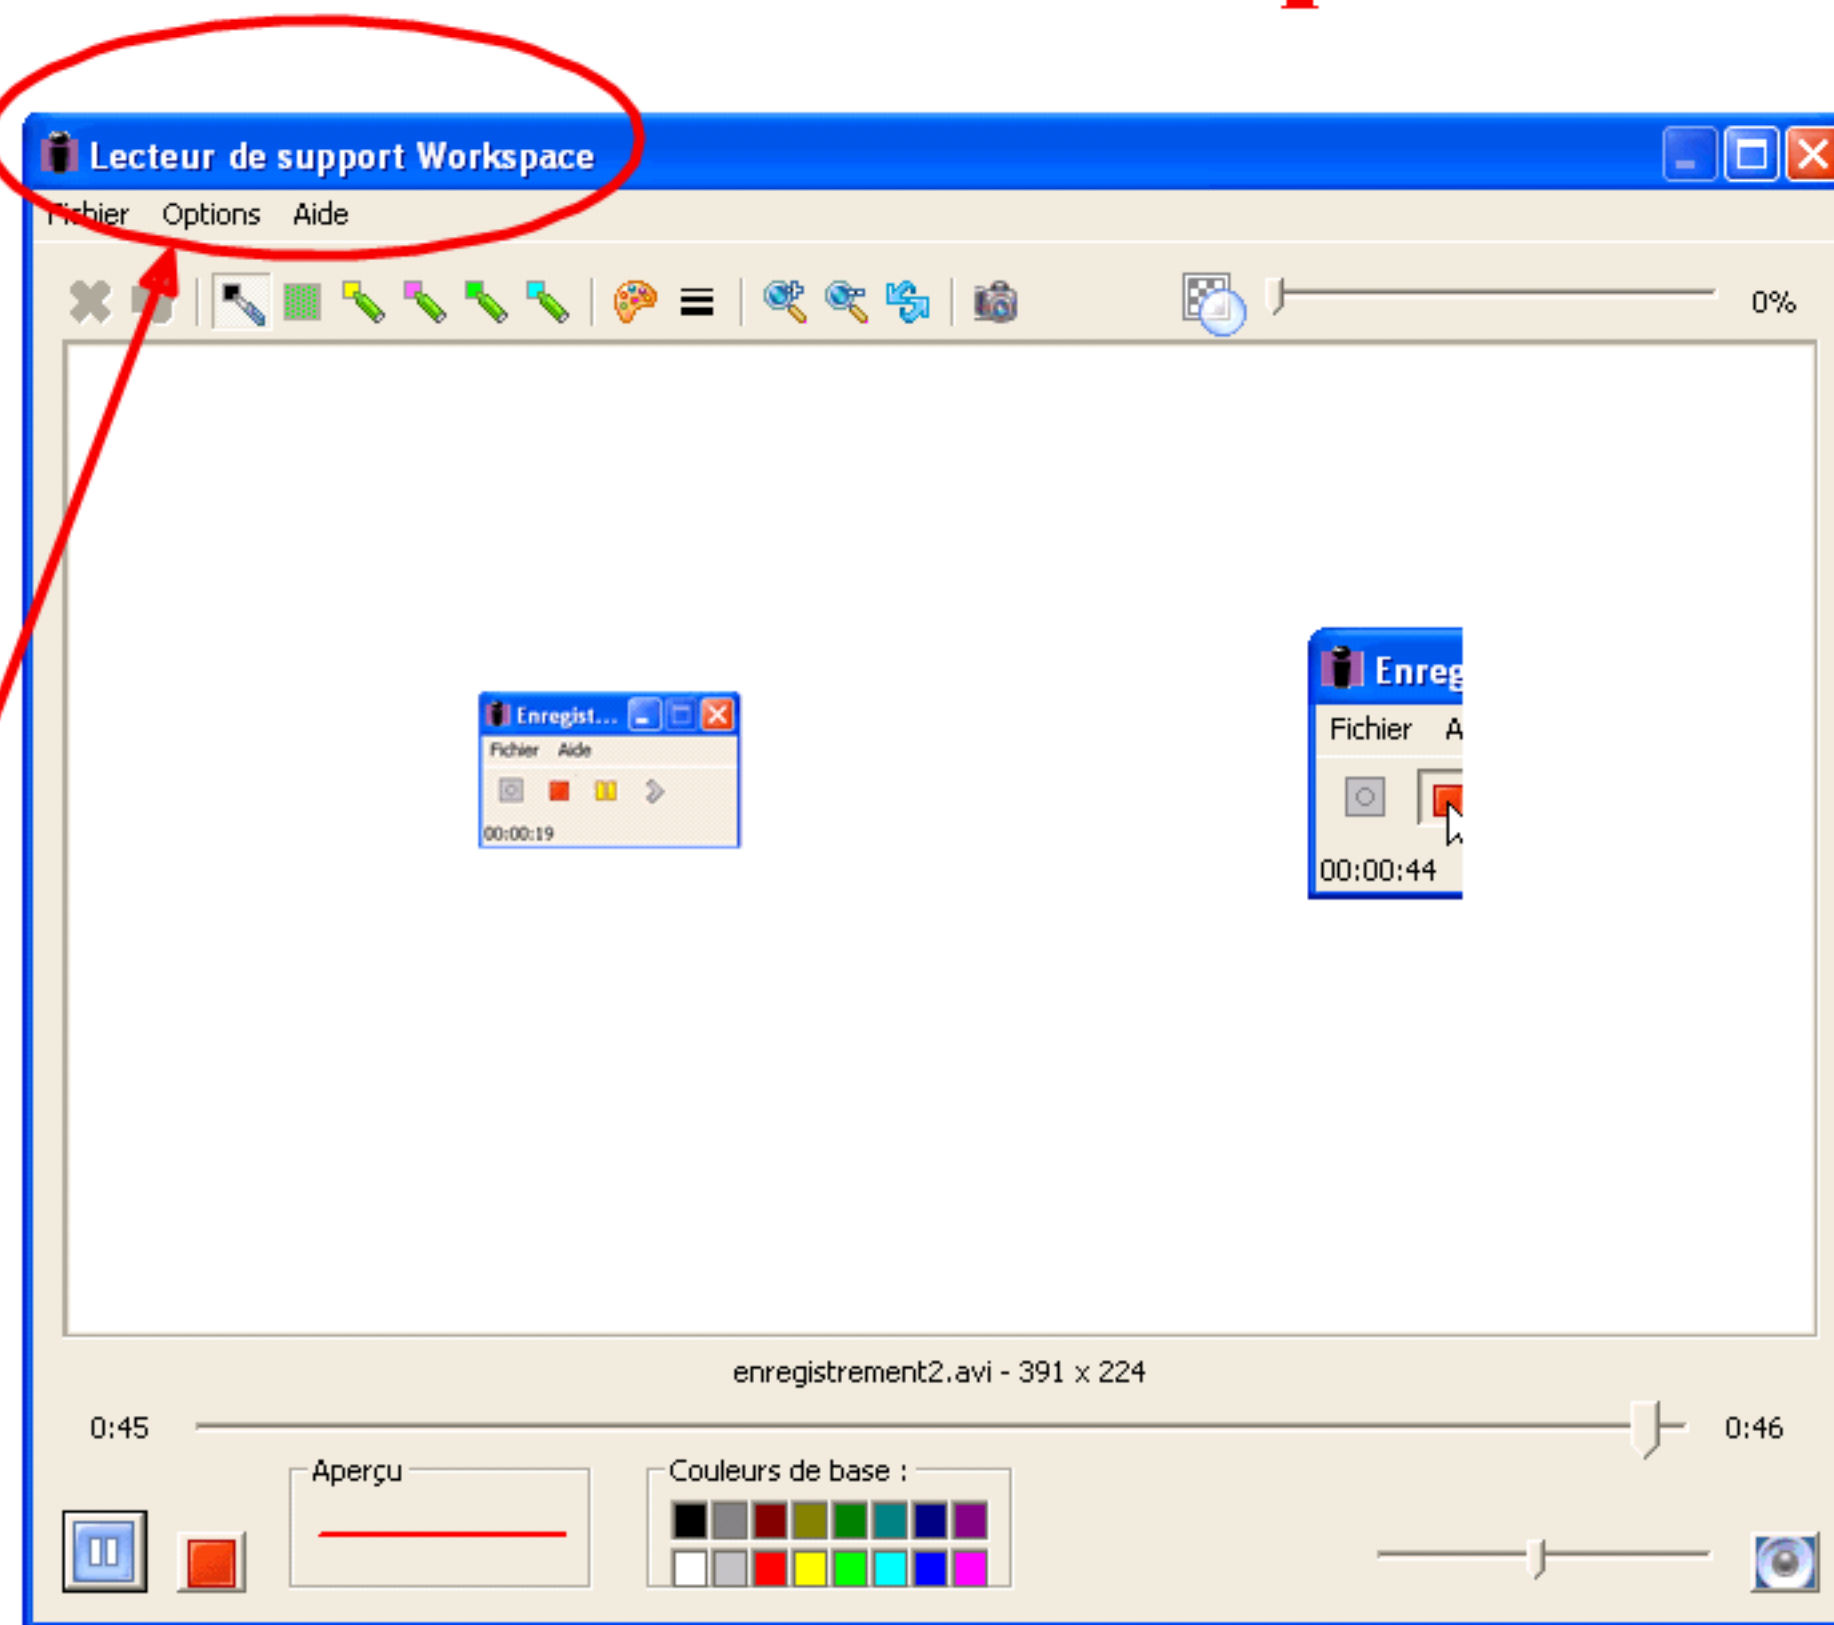 Lecteur de support Workspace
Fichier Options Aide
0%
Enregist...
Fichier Aide
00:00:19
Enreg
Fichier A
00:00:44
enregistrement2.avi - 391 x 224
0:45
0:46
Aperçu
Couleurs de base :